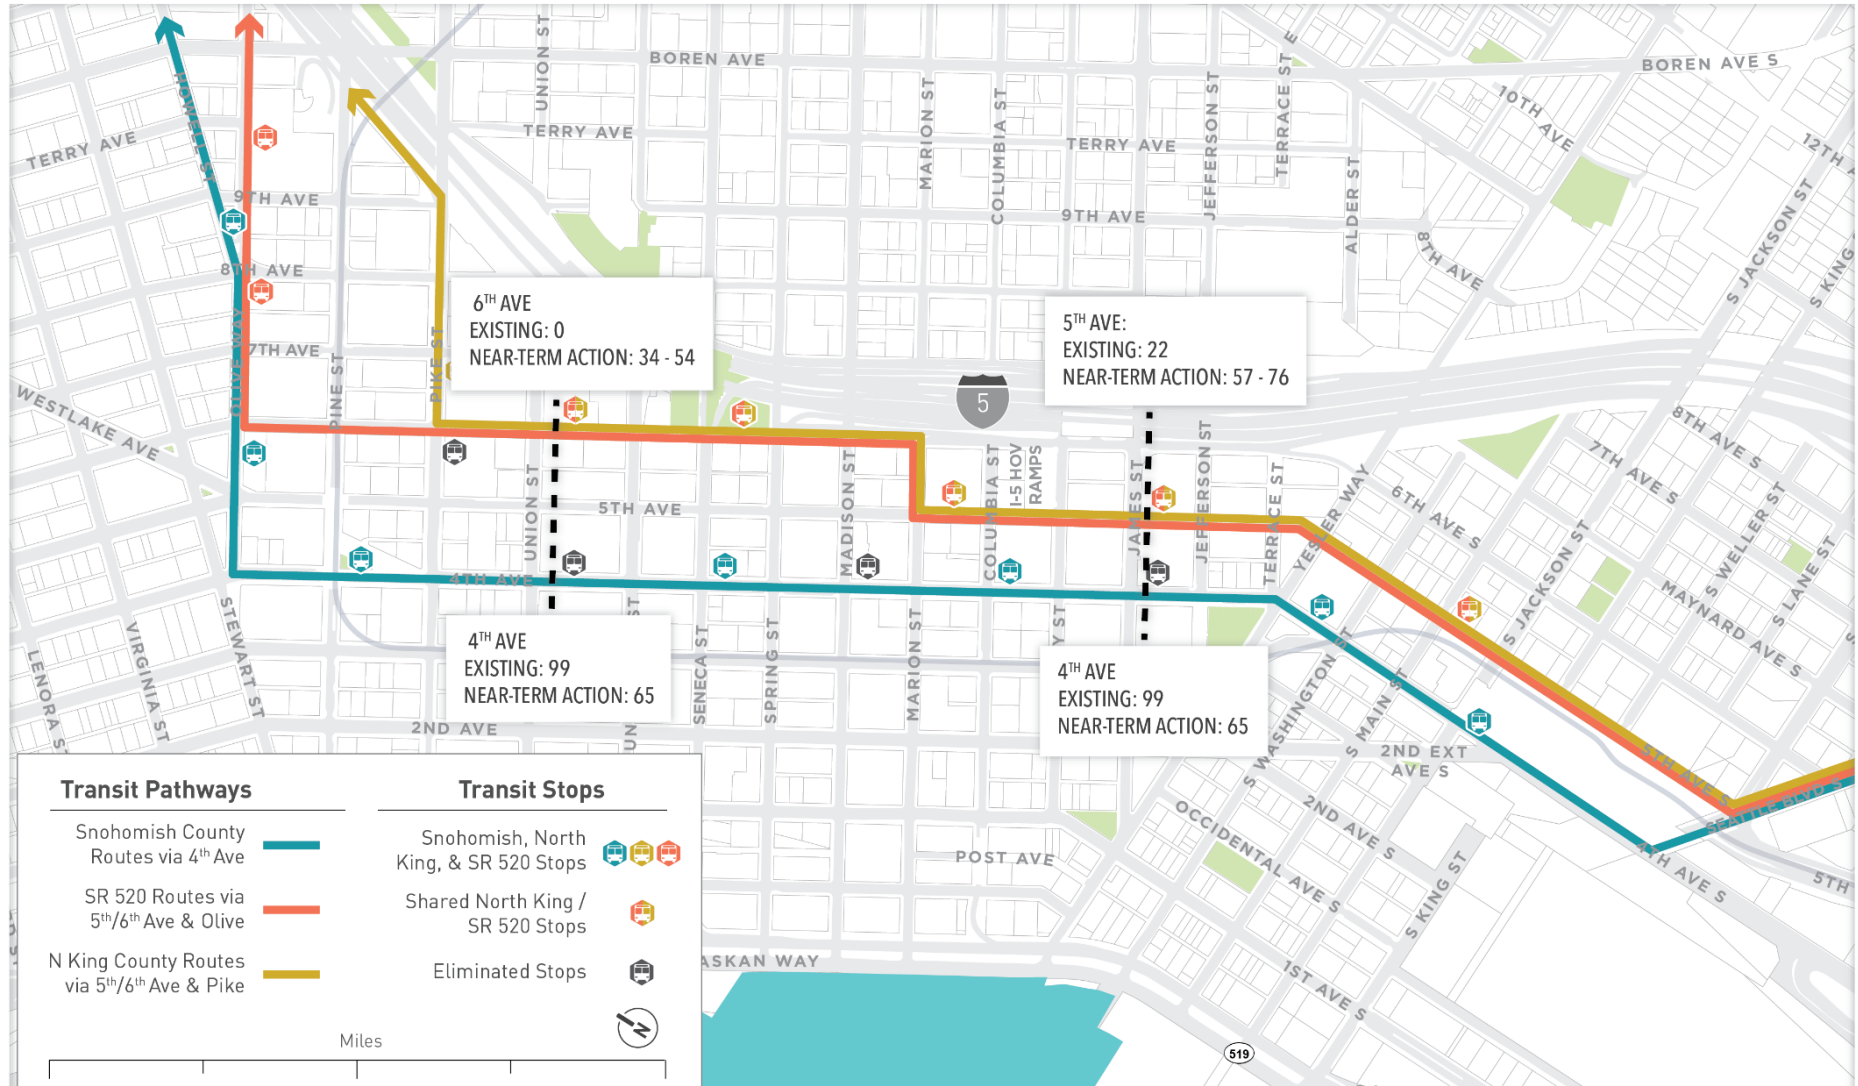 BOREN AVE
BOREN AVE S
UNION ST
HOWELL ST
TERRY AVE
TERRY AVE
TERRY AVE
MARION ST
COLUMBIA ST
JEFFERSON ST
TERRACE ST
E
10TH AVE
12TH A
9TH AVE
9TH AVE
ALDER ST
8TH AVE
S JACKSON ST
S KING
8TH AVE
6TH AVE
EXISTING: 0
NEAR-TERM ACTION: 34 - 54
5TH AVE:
EXISTING: 22
NEAR-TERM ACTION: 57 - 76
7TH AVE
OLIVE WAY
PINE ST
PIKE ST
WESTLAKE AVE
5
8TH AVE S
7TH AVE S
6TH AVE S
UNION ST
5TH AVE
MADISON ST
COLUMBIA ST
I-5 HOV
RAMPS
JAMES ST
JEFFERSON ST
TERRACE ST
YESLER WAY
S JACKSON ST
S WELLER ST
S LANE ST
MAYNARD AVE S
4TH AVE
STEWART ST
VIRGINIA ST
LENORA S
4TH AVE
EXISTING: 99
NEAR-TERM ACTION: 65
4TH AVE
EXISTING: 99
NEAR-TERM ACTION: 65
UN
ST
SENECA ST
SPRING ST
MARION ST
Y ST
S WASHINGTON ST
S MAIN ST
2ND AVE
2ND EXT
AVE S
5TH AVE S
SEATTLE BLVD S
4TH AVE S
5TH
2ND AVE S
OCCIDENTAL AVE S
S KING ST
1ST AVE S
POST AVE
ASKAN WAY
519
Transit Pathways
Snohomish County
Routes via 4th Ave
SR 520 Routes via
5th/6th Ave & Olive
N King County Routes
via 5th/6th Ave & Pike
Transit Stops
Snohomish, North
King, & SR 520 Stops
Shared North King /
SR 520 Stops
Eliminated Stops
N
Miles